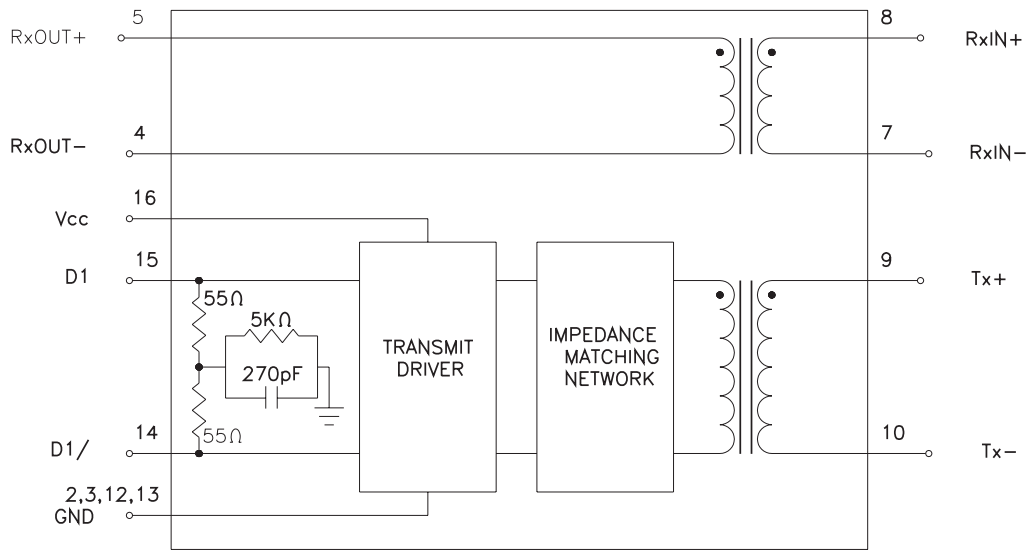 5
8
RxOUT+
RxIN+
4
7
RxOUT-
RxIN-
16
Vcc
15
9
D1
Tx+
55Ω
5KΩ
270pF
TRANSMIT
DRIVER
IMPEDANCE
MATCHING
NETWORK
14
55Ω
10
D1/
Tx-
2,3,12,13
GND